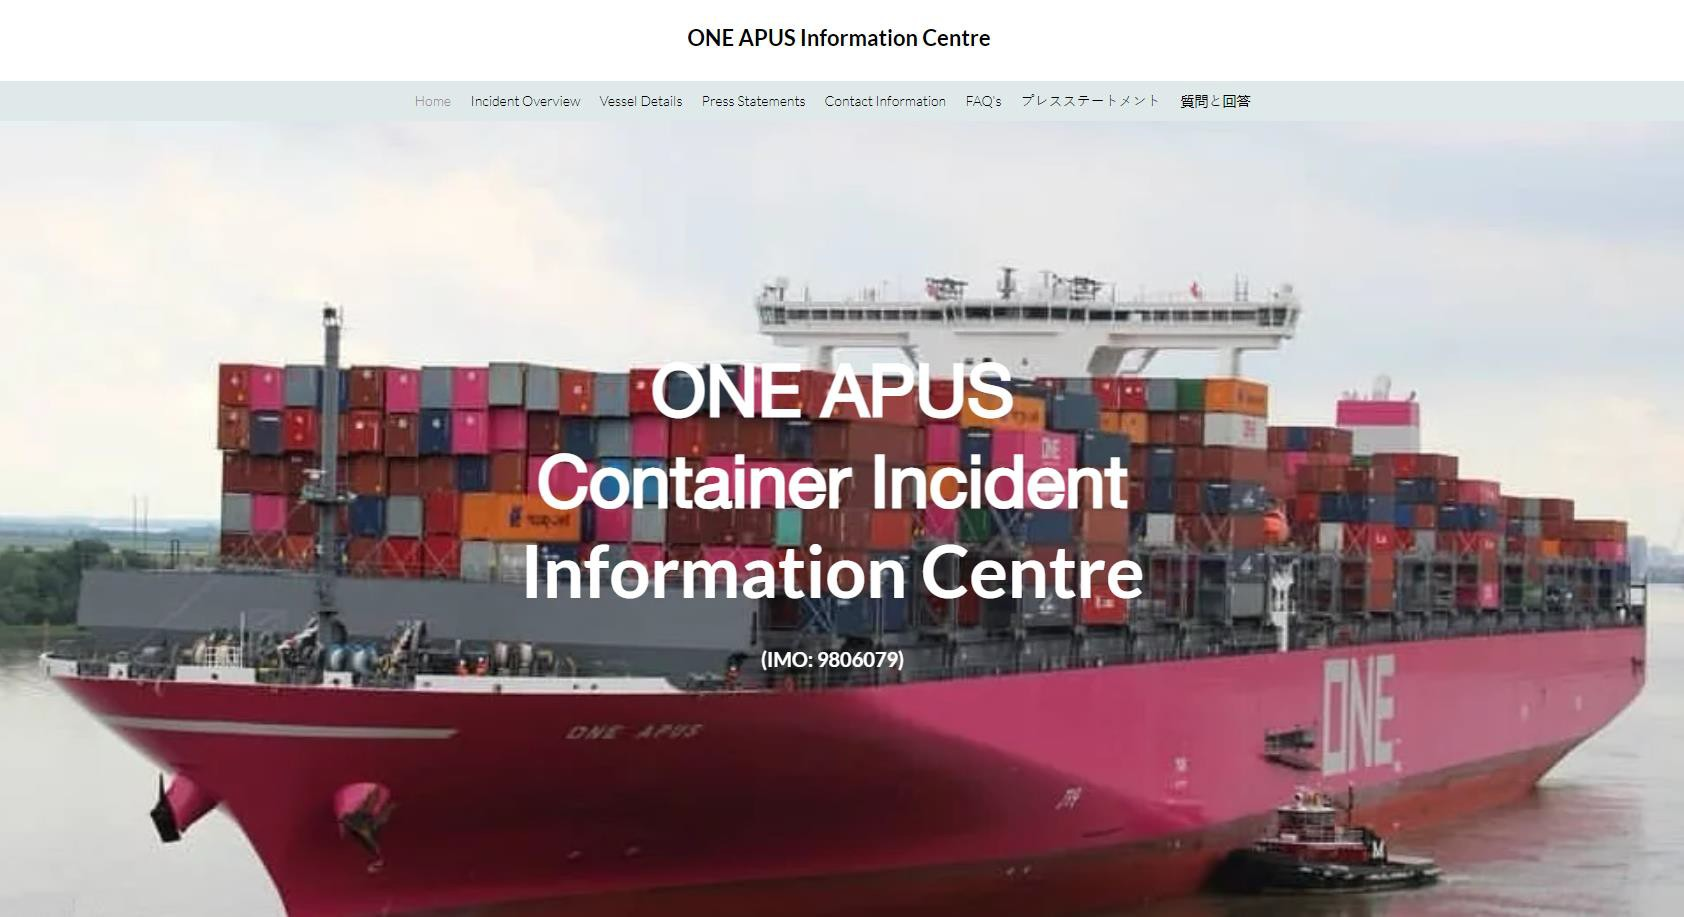 ONE APUS Information Centre
Home Incident Overview Vessel Details Press Statements Contact Information FAQ's プレスステートメント 質問と回答
ONE APUS
Container Incident
Information Centre
(IMO: 9806079)
ONE
ONE APUS
ONE
M